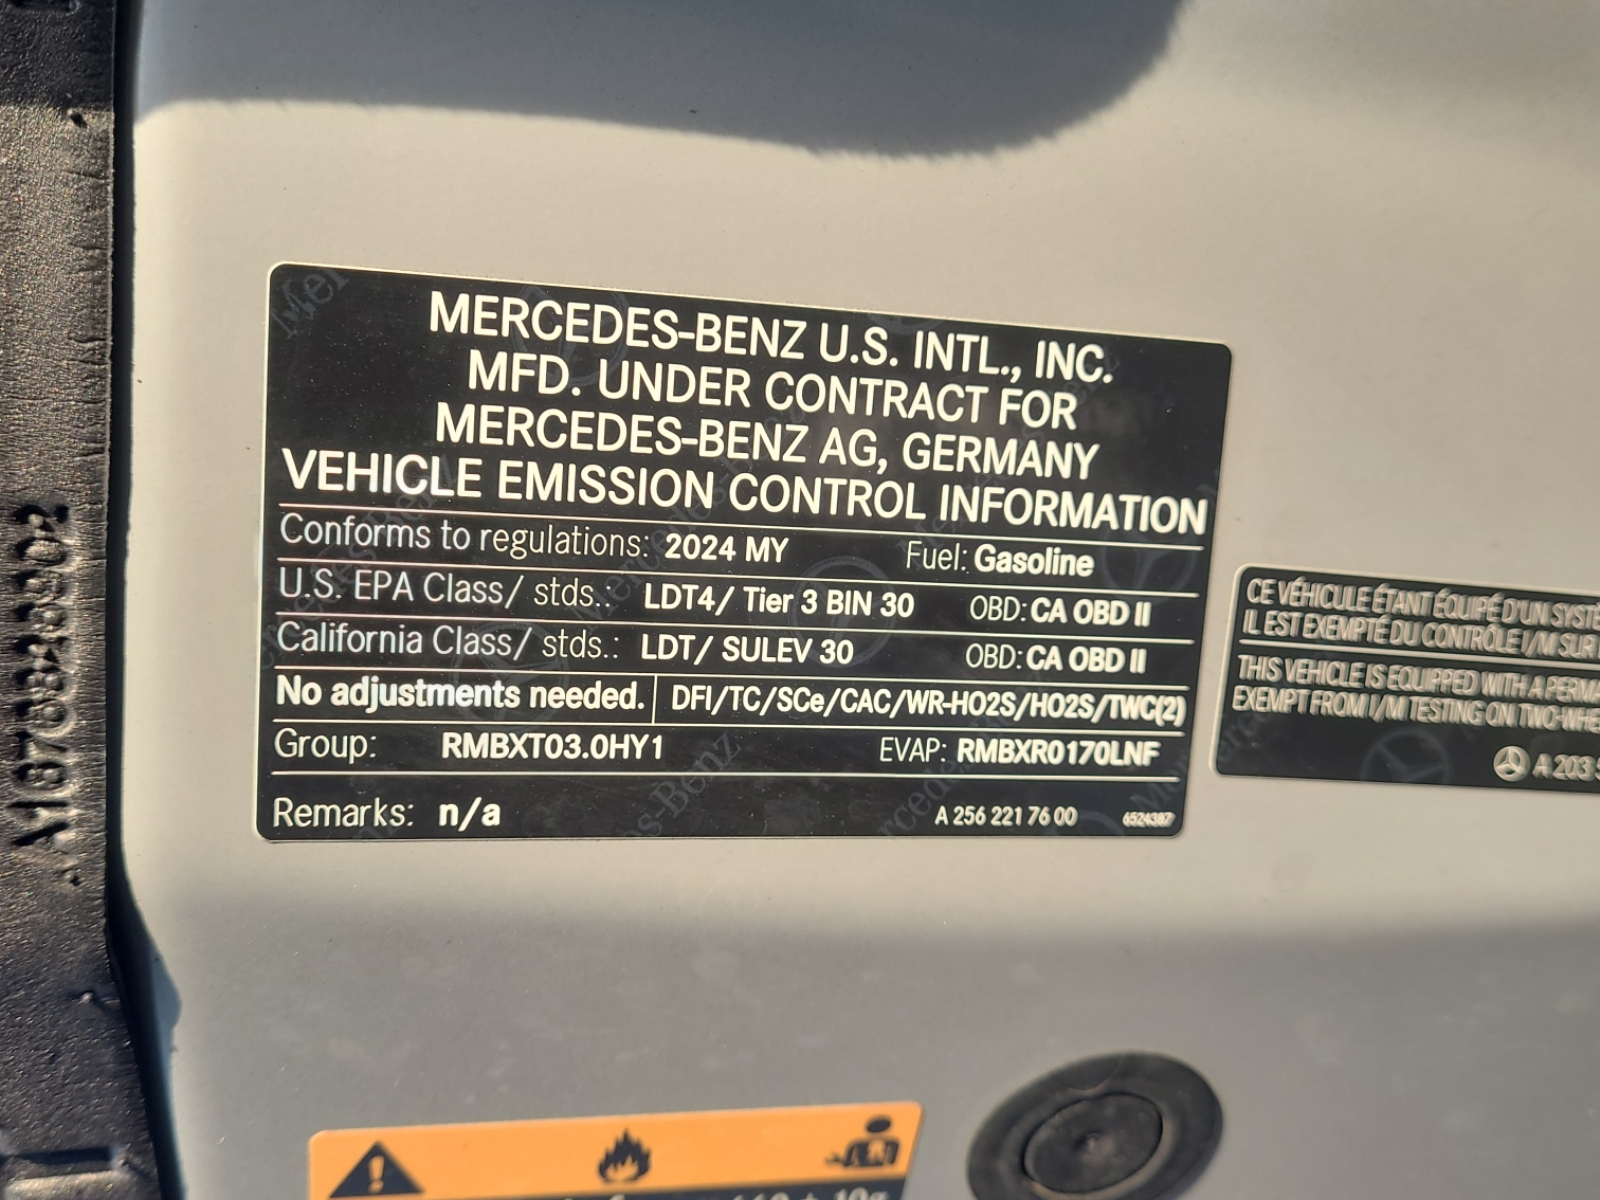 MERCEDES-BENZ U.S. INTL., INC.
MFD. UNDER CONTRACT FOR
MERCEDES-BENZ AG, GERMANY
VEHICLE EMISSION CONTROL INFORMATION
Conforms to regulations: 2024 MY Fuel: Gasoline
U.S. EPA Class/ stds.: LDT4/ Tier 3 BIN 30 OBD: CA OBD II
California Class/ stds.: LDT/ SULEV 30 OBD: CA OBD II
No adjustments needed. DFI/TC/SCe/CAC/WR-HO2S/HO2S/TWC(2)
Group: RMBXT03.0HY1 EVAP: RMBXR0170LNF
Remarks: n/a A 256 221 76 00 6524387
CE VÉHICULE ÉTANT ÉQUIPÉ D'UN SYSTÈ
IL EST EXEMPTÉ DU CONTRÔLE I/M SUR
THIS VEHICLE IS EQUIPPED WITH A PERMA
EXEMPT FROM I/M TESTING ON TWO-WHE
A 203 5